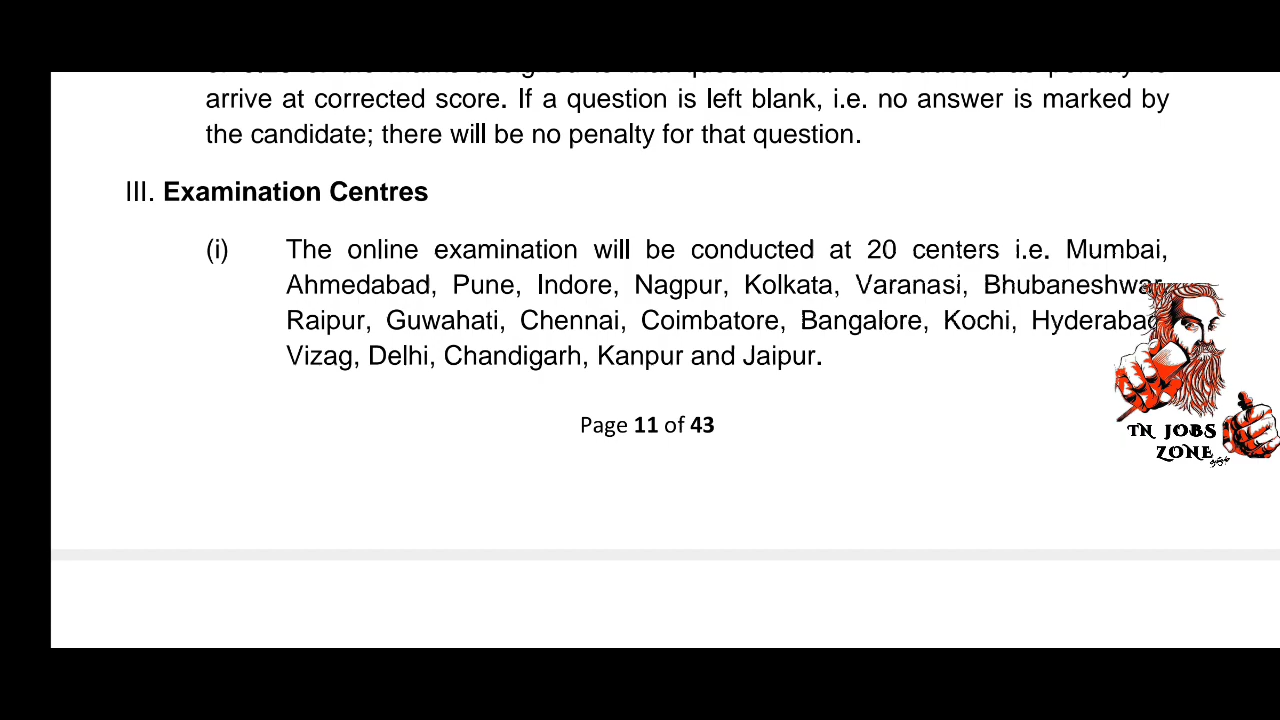 arrive at corrected score. If a question is left blank, i.e. no answer is marked by
the candidate; there will be no penalty for that question.
III. Examination Centres
(i) The online examination will be conducted at 20 centers i.e. Mumbai,
Ahmedabad, Pune, Indore, Nagpur, Kolkata, Varanasi, Bhubaneshwar,
Raipur, Guwahati, Chennai, Coimbatore, Bangalore, Kochi, Hyderabad
Vizag, Delhi, Chandigarh, Kanpur and Jaipur.
Page 11 of 43
TN JOBS
ZONE